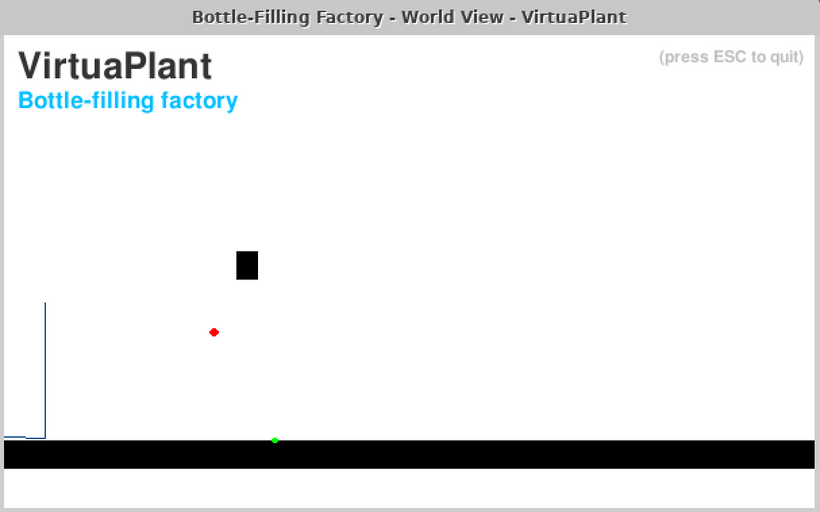 Bottle-Filling Factory - World View - VirtuaPlant
VirtuaPlant
(press ESC to quit)
Bottle-filling factory